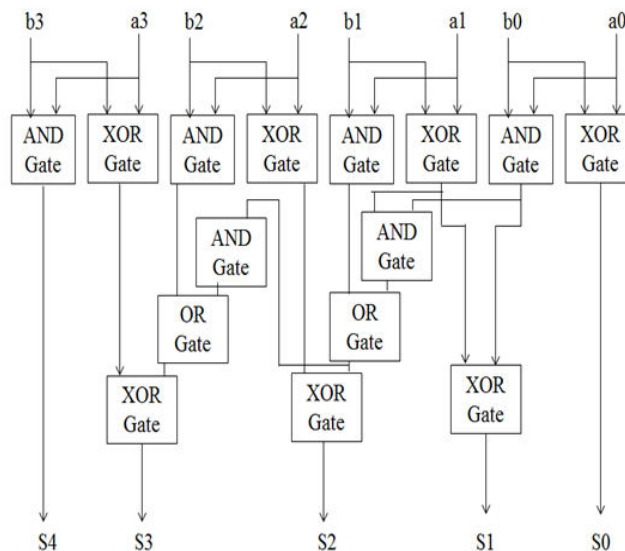 b3 a3 b2 a2 b1 a1 b0 a0
AND XOR AND XOR AND XOR AND XOR
Gate Gate Gate Gate Gate Gate Gate Gate
AND AND
Gate Gate
OR OR
Gate Gate
XOR XOR XOR
Gate Gate Gate
S4 S3 S2 S1 S0